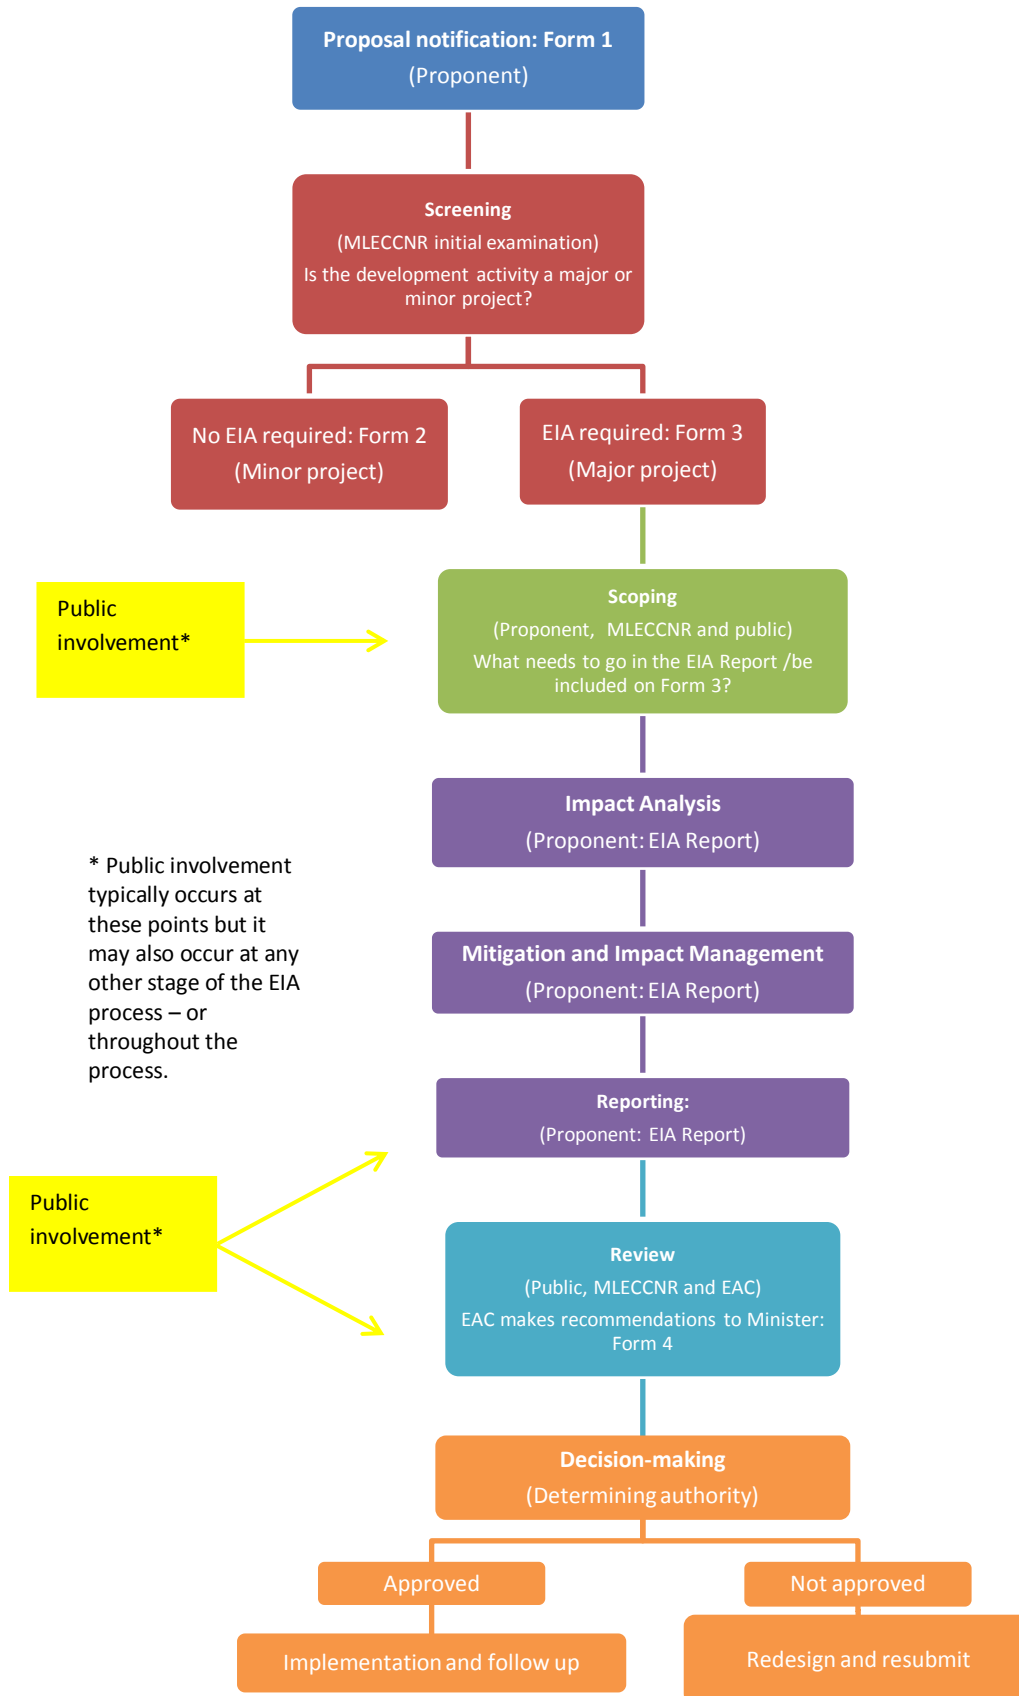 Proposal notification: Form 1
(Proponent)
Screening
(MLECCNR initial examination)
Is the development activity a major or
minor project?
No EIA required: Form 2
(Minor project)
EIA required: Form 3
(Major project)
Public
involvement*
Scoping
(Proponent, MLECCNR and public)
What needs to go in the EIA Report /be
included on Form 3?
Impact Analysis
(Proponent: EIA Report)
* Public involvement
typically occurs at
these points but it
may also occur at any
other stage of the EIA
process – or
throughout the
process.
Mitigation and Impact Management
(Proponent: EIA Report)
Reporting:
(Proponent: EIA Report)
Public
involvement*
Review
(Public, MLECCNR and EAC)
EAC makes recommendations to Minister:
Form 4
Decision-making
(Determining authority)
Approved
Not approved
Implementation and follow up
Redesign and resubmit